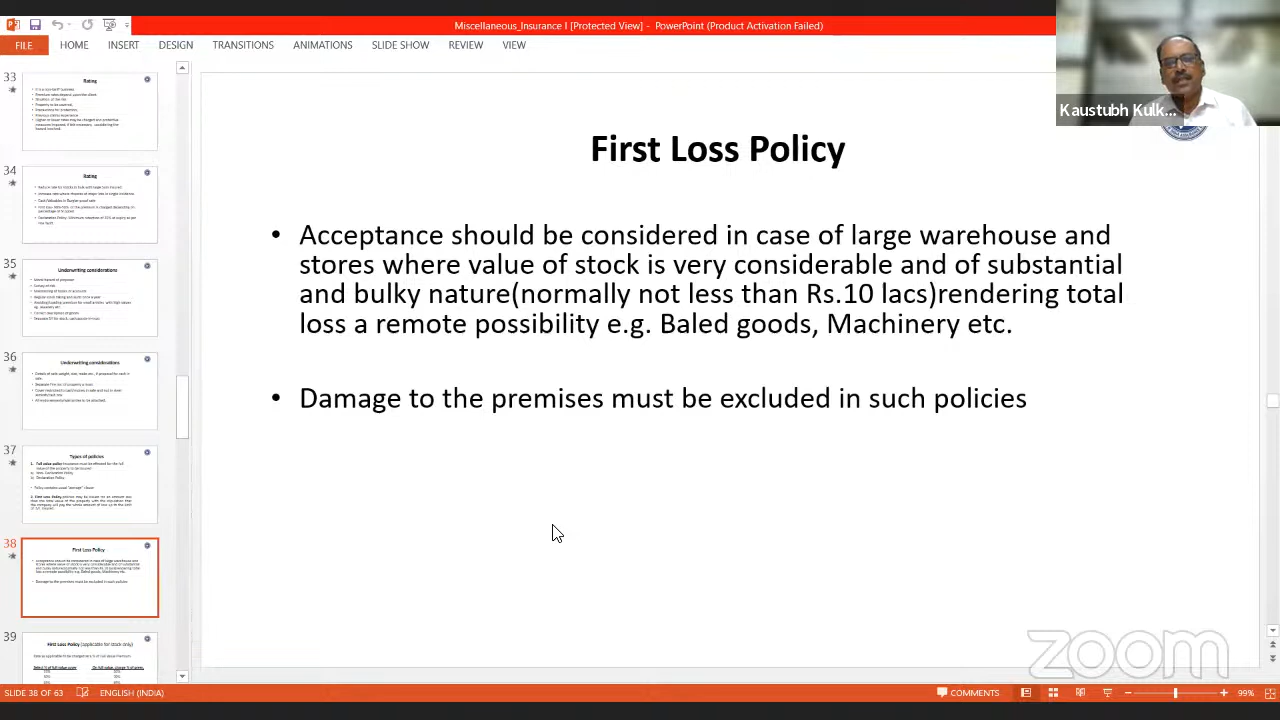 Miscellaneous_Insurance I [Protected View] - PowerPoint (Product Activation Failed)
FILE HOME INSERT DESIGN TRANSITIONS ANIMATIONS SLIDE SHOW REVIEW VIEW
Kaustubh Kulk...
33
Rating
34
Rating
35
Underwriting considerations
36
Underwriting considerations
37
Types of policies
38
First Loss Policy
39
First Loss Policy (applicable for stock only)
First Loss Policy
• Acceptance should be considered in case of large warehouse and
stores where value of stock is very considerable and of substantial
and bulky nature(normally not less than Rs.10 lacs)rendering total
loss a remote possibility e.g. Baled goods, Machinery etc.
• Damage to the premises must be excluded in such policies
zoom
SLIDE 38 OF 63 ENGLISH (INDIA) COMMENTS 99%